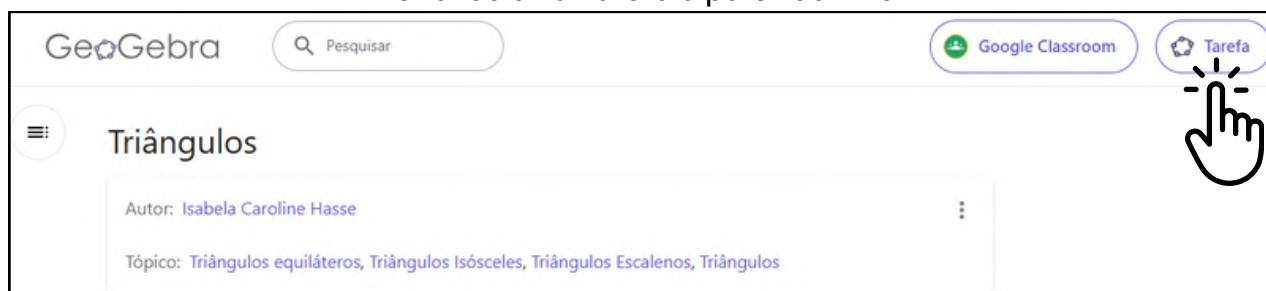 GeoGebra
Pesquisar
Google Classroom
Tarefa
Triângulos
Autor: Isabela Caroline Hasse
Tópico: Triângulos equiláteros, Triângulos Isósceles, Triângulos Escalenos, Triângulos